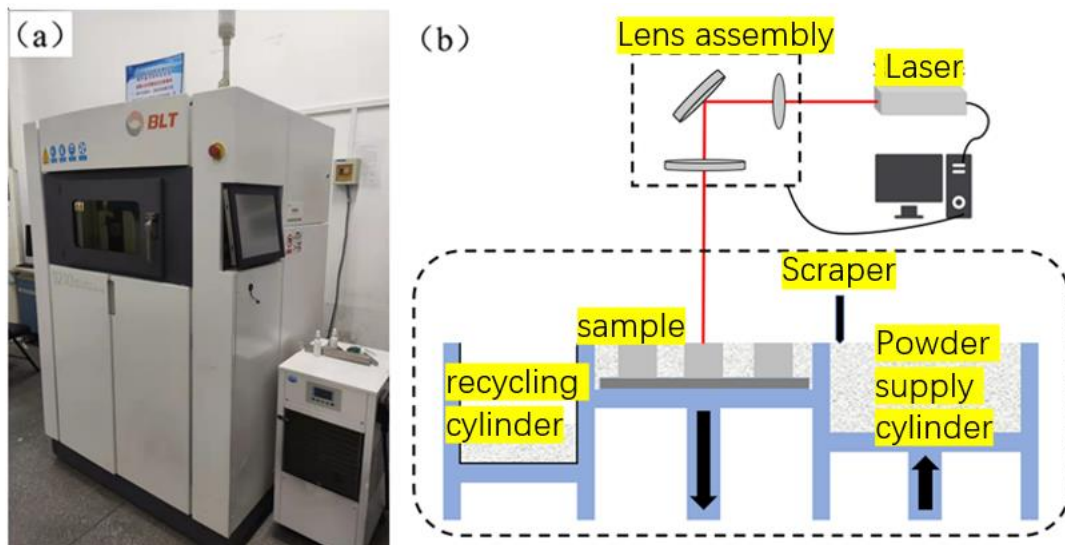 (a)
BLT
(b)
Lens assembly
Laser
Scraper
sample
Powder
supply
cylinder
recycling
cylinder